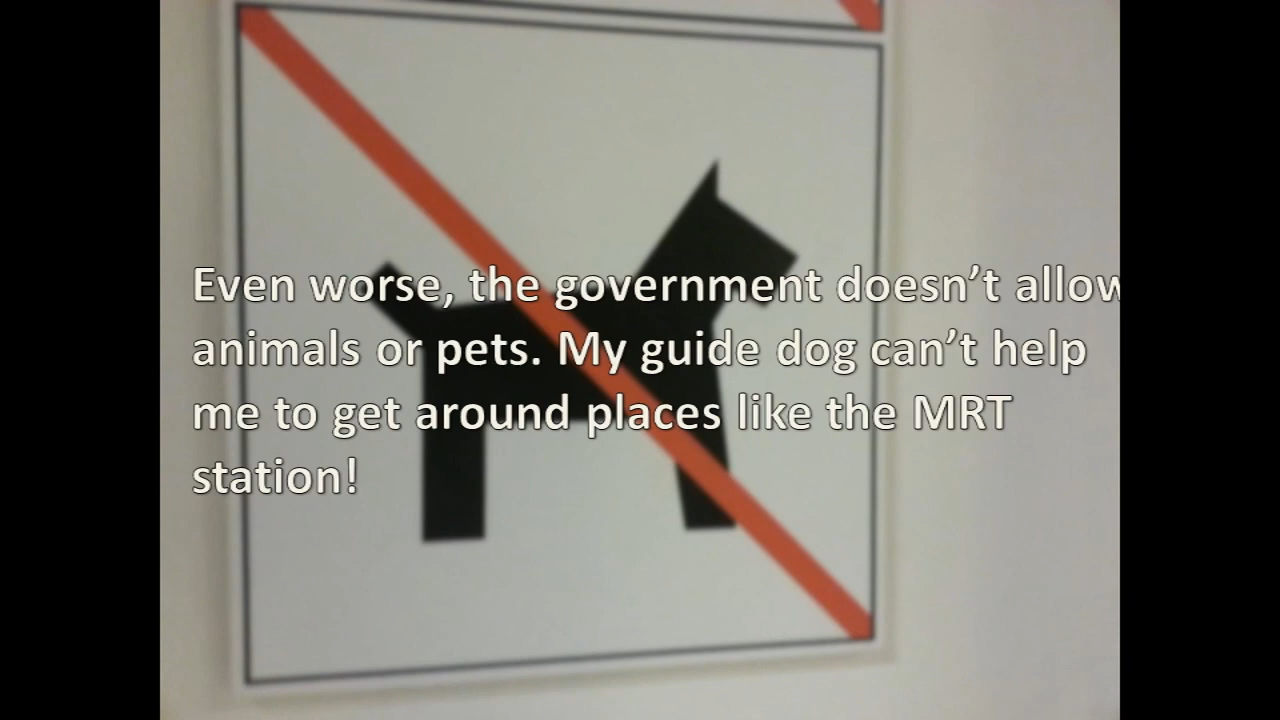 Even worse, the government doesn’t allow
animals or pets. My guide dog can’t help
me to get around places like the MRT
station!